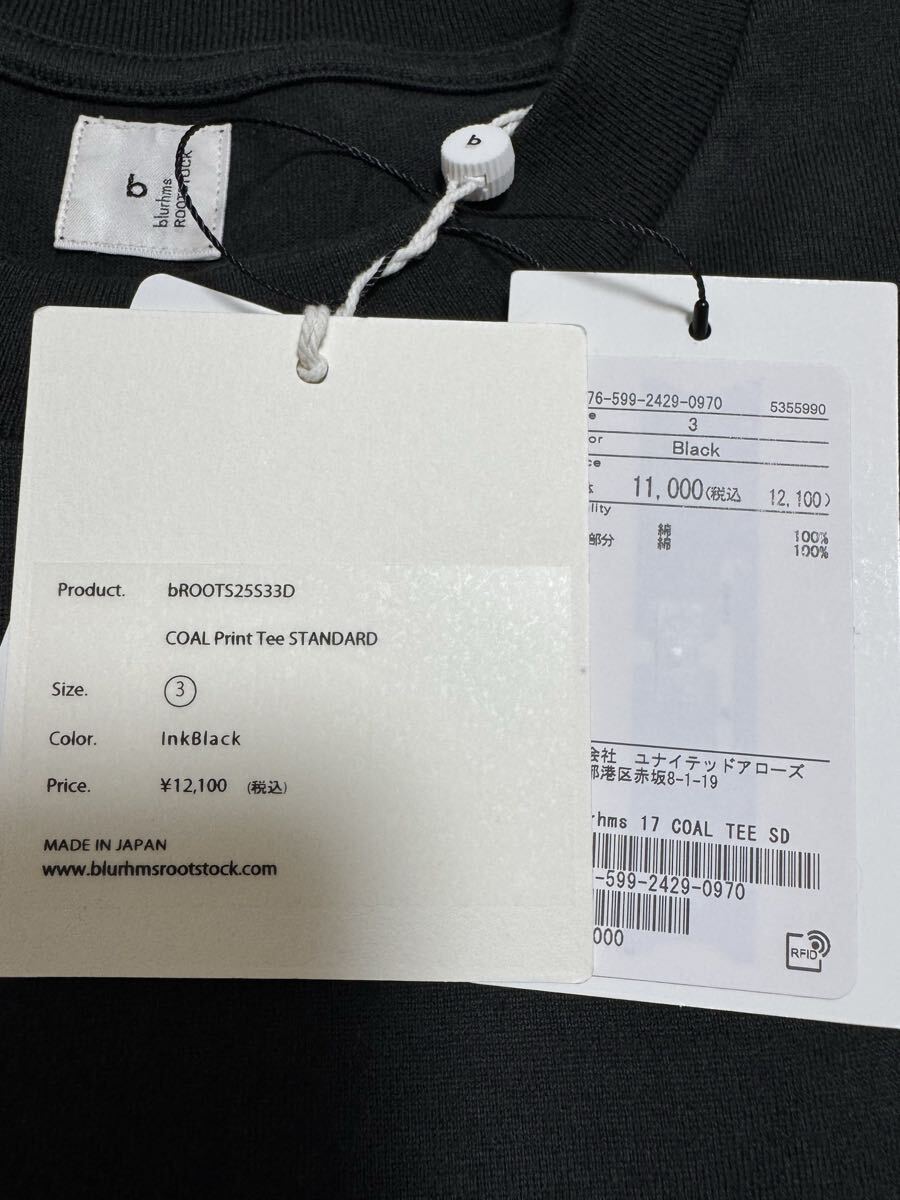 b
blurhms
ROOTSTOCK
b
Product. bROOTS25S33D
COAL Print Tee STANDARD
Size. 3
Color. InkBlack
Price. ¥12,100 (税込)
MADE IN JAPAN
www.blurhmsrootstock.com
76-599-2429-0970 5355990
3
Black
11,000(税込 12,100)
lity
綿 100%
部分 綿 100%
会社 ユナイテッドアローズ
都港区赤坂8-1-19
rhms 17 COAL TEE SD
-599-2429-0970
000
RFID